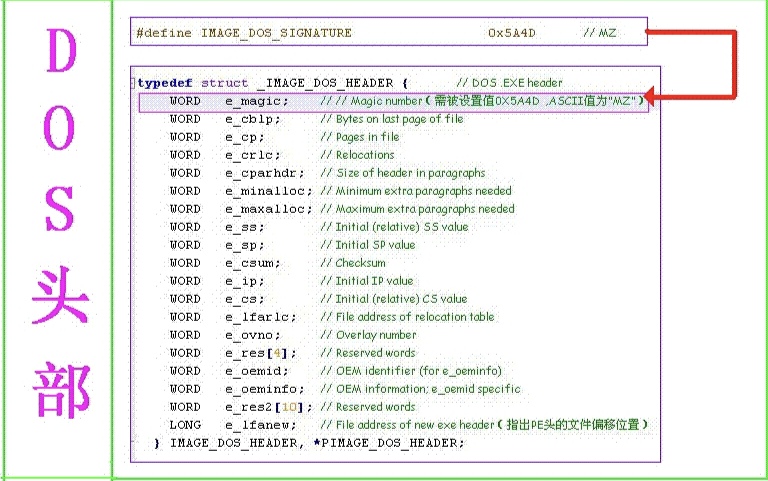 DOS头部
#define IMAGE_DOS_SIGNATURE 0x5A4D // MZ
typedef struct _IMAGE_DOS_HEADER { // DOS .EXE header
WORD e_magic; // // Magic number(需被设置值0X5A4D ,ASCII值为"MZ")
WORD e_cblp; // Bytes on last page of file
WORD e_cp; // Pages in file
WORD e_crlc; // Relocations
WORD e_cparhdr; // Size of header in paragraphs
WORD e_minalloc; // Minimum extra paragraphs needed
WORD e_maxalloc; // Maximum extra paragraphs needed
WORD e_ss; // Initial (relative) SS value
WORD e_sp; // Initial SP value
WORD e_csum; // Checksum
WORD e_ip; // Initial IP value
WORD e_cs; // Initial (relative) CS value
WORD e_lfarlc; // File address of relocation table
WORD e_ovno; // Overlay number
WORD e_res[4]; // Reserved words
WORD e_oemid; // OEM identifier (for e_oeminfo)
WORD e_oeminfo; // OEM information; e_oemid specific
WORD e_res2[10]; // Reserved words
LONG e_lfanew; // File address of new exe header(指出PE头的文件偏移位置)
} IMAGE_DOS_HEADER, *PIMAGE_DOS_HEADER;